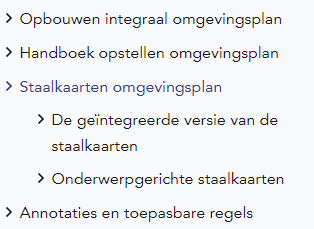 Opbouwen integraal omgevingsplan
Handboek opstellen omgevingsplan
Staalkaarten omgevingsplan
De geïntegreerde versie van de
staalkaarten
Onderwerpgerichte staalkaarten
Annotaties en toepasbare regels